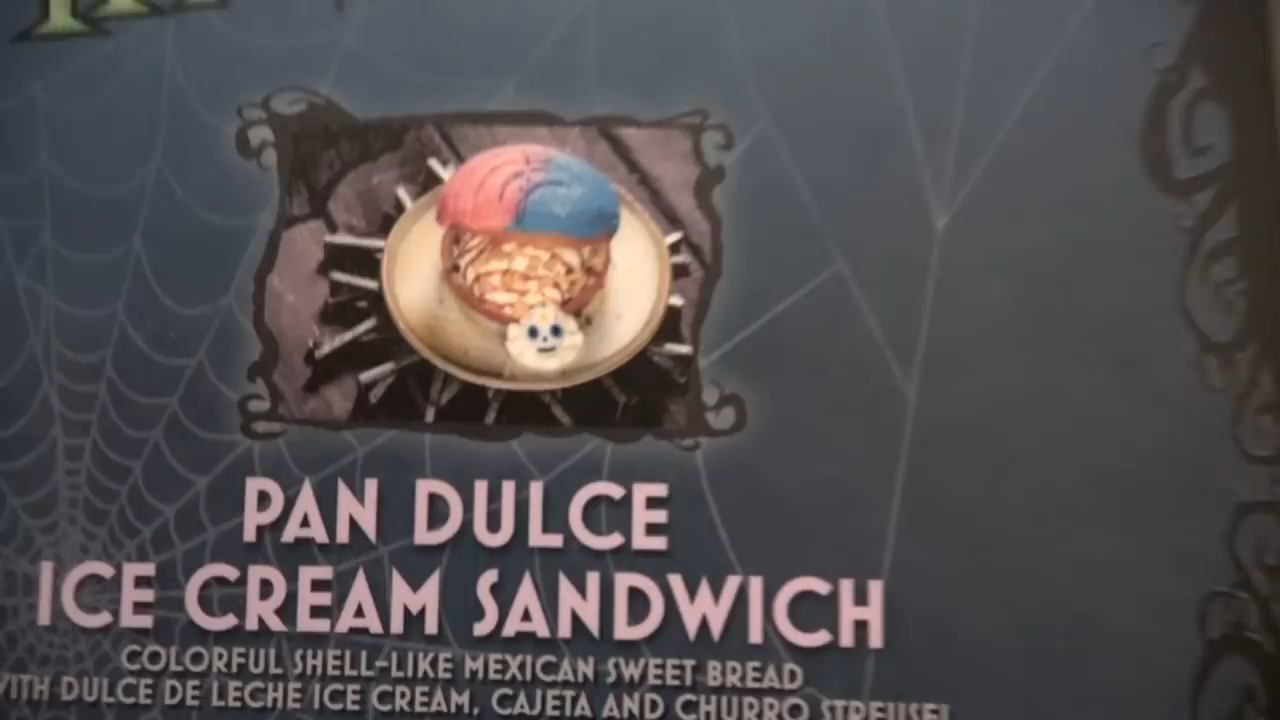 PAN DULCE
ICE CREAM SANDWICH
COLORFUL SHELL-LIKE MEXICAN SWEET BREAD
WITH DULCE DE LECHE ICE CREAM, CAJETA AND CHURRO STREUSEL